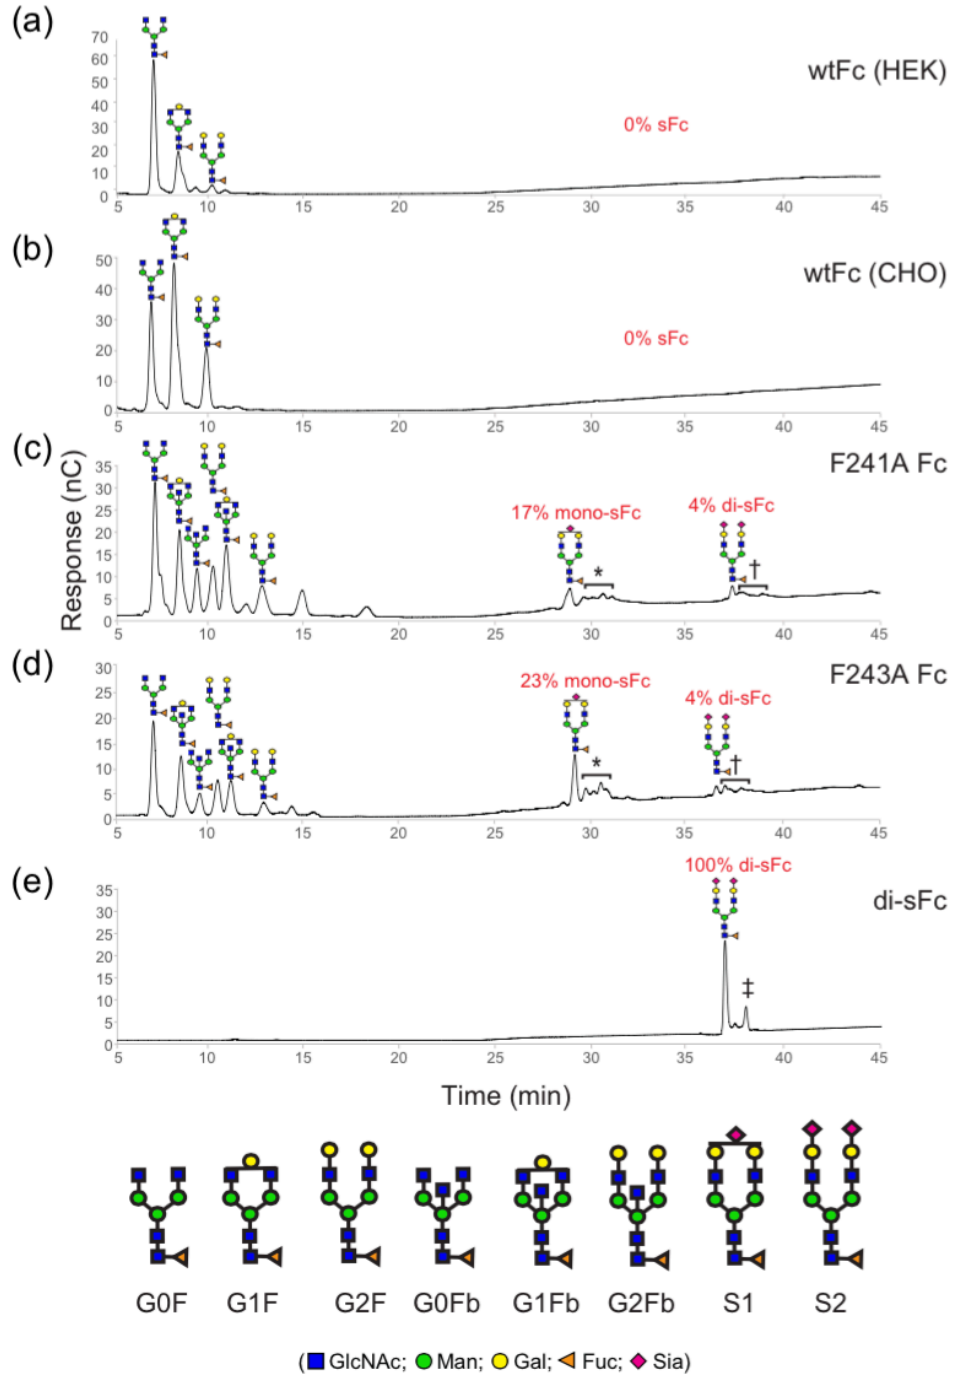 (a)
wtFc (HEK)
70
60
50
40
30
20
10
0
0% sFc
5 10 15 20 25 30 35 40 45
(b)
wtFc (CHO)
50
40
30
20
10
0
0% sFc
5 10 15 20 25 30 35 40 45
(c)
F241A Fc
35
30
25
20
15
10
5
0
17% mono-sFc
4% di-sFc
*
†
5 10 15 20 25 30 35 40 45
Response (nC)
(d)
F243A Fc
30
25
20
15
10
5
0
23% mono-sFc
4% di-sFc
*
†
5 10 15 20 25 30 35 40 45
(e)
100% di-sFc
di-sFc
35
30
25
20
15
10
5
0
‡
5 10 15 20 25 30 35 40 45
Time (min)
G0F G1F G2F G0Fb G1Fb G2Fb S1 S2
( GlcNAc; Man; Gal; Fuc; Sia)